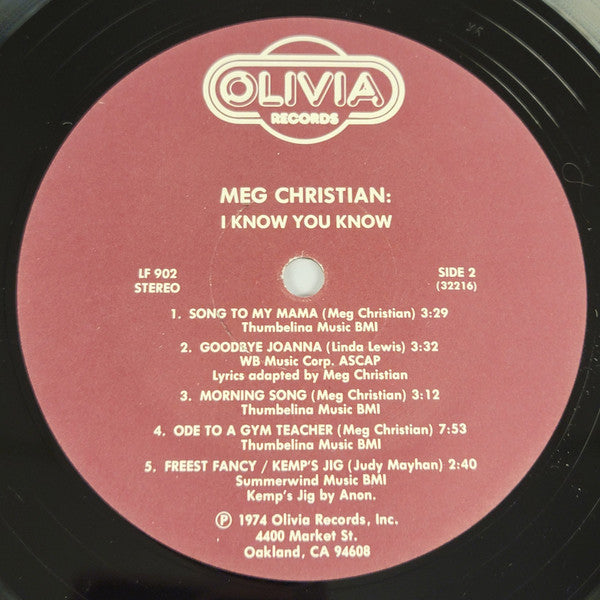 OLIVIA
RECORDS
MEG CHRISTIAN:
I KNOW YOU KNOW
LF 902
STEREO
SIDE 2
(32216)
1. SONG TO MY MAMA (Meg Christian) 3:29
Thumbelina Music BMI
2. GOODBYE JOANNA (Linda Lewis) 3:32
WB Music Corp. ASCAP
Lyrics adapted by Meg Christian
3. MORNING SONG (Meg Christian) 3:12
Thumbelina Music BMI
4. ODE TO A GYM TEACHER (Meg Christian) 7:53
Thumbelina Music BMI
5. FREEST FANCY / KEMP'S JIG (Judy Mayhan) 2:40
Summerwind Music BMI
Kemp's Jig by Anon.
℗ 1974 Olivia Records, Inc.
4400 Market St.
Oakland, CA 94608